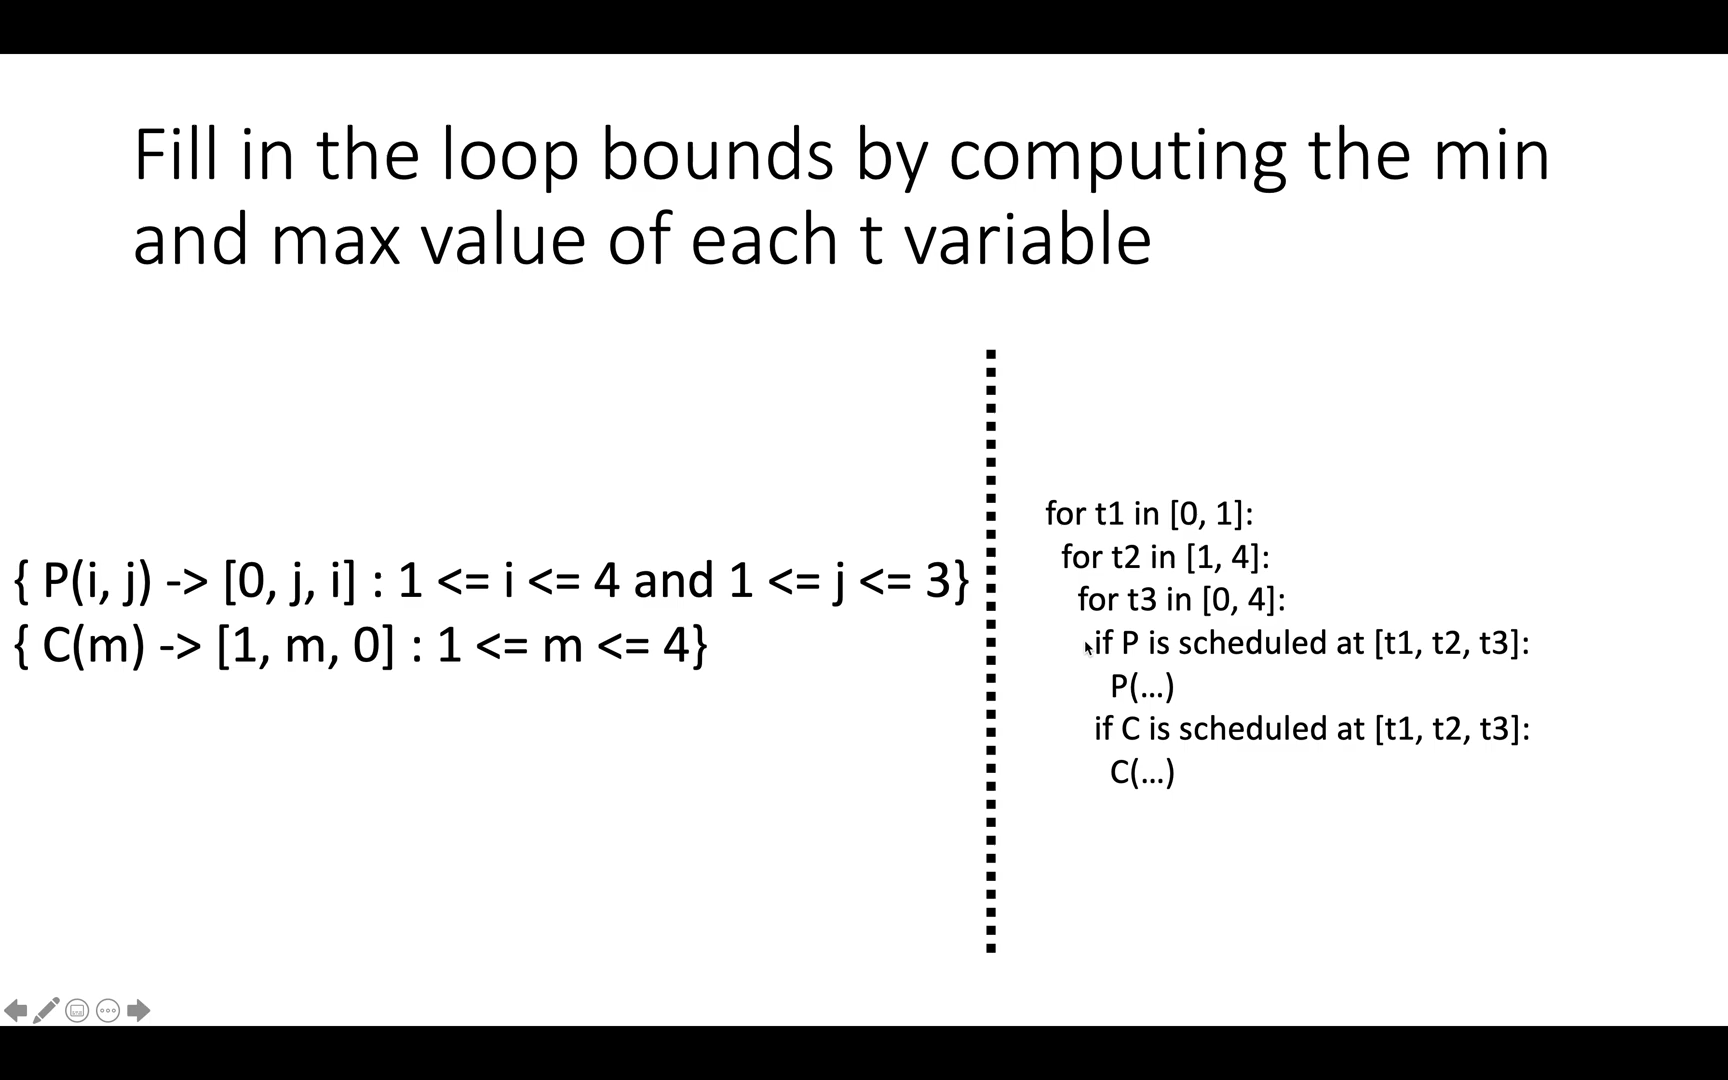 Fill in the loop bounds by computing the min
and max value of each t variable
{ P(i, j) -> [0, j, i] : 1 <= i <= 4 and 1 <= j <= 3}
{ C(m) -> [1, m, 0] : 1 <= m <= 4}
for t1 in [0, 1]:
for t2 in [1, 4]:
for t3 in [0, 4]:
if P is scheduled at [t1, t2, t3]:
P(...)
if C is scheduled at [t1, t2, t3]:
C(...)